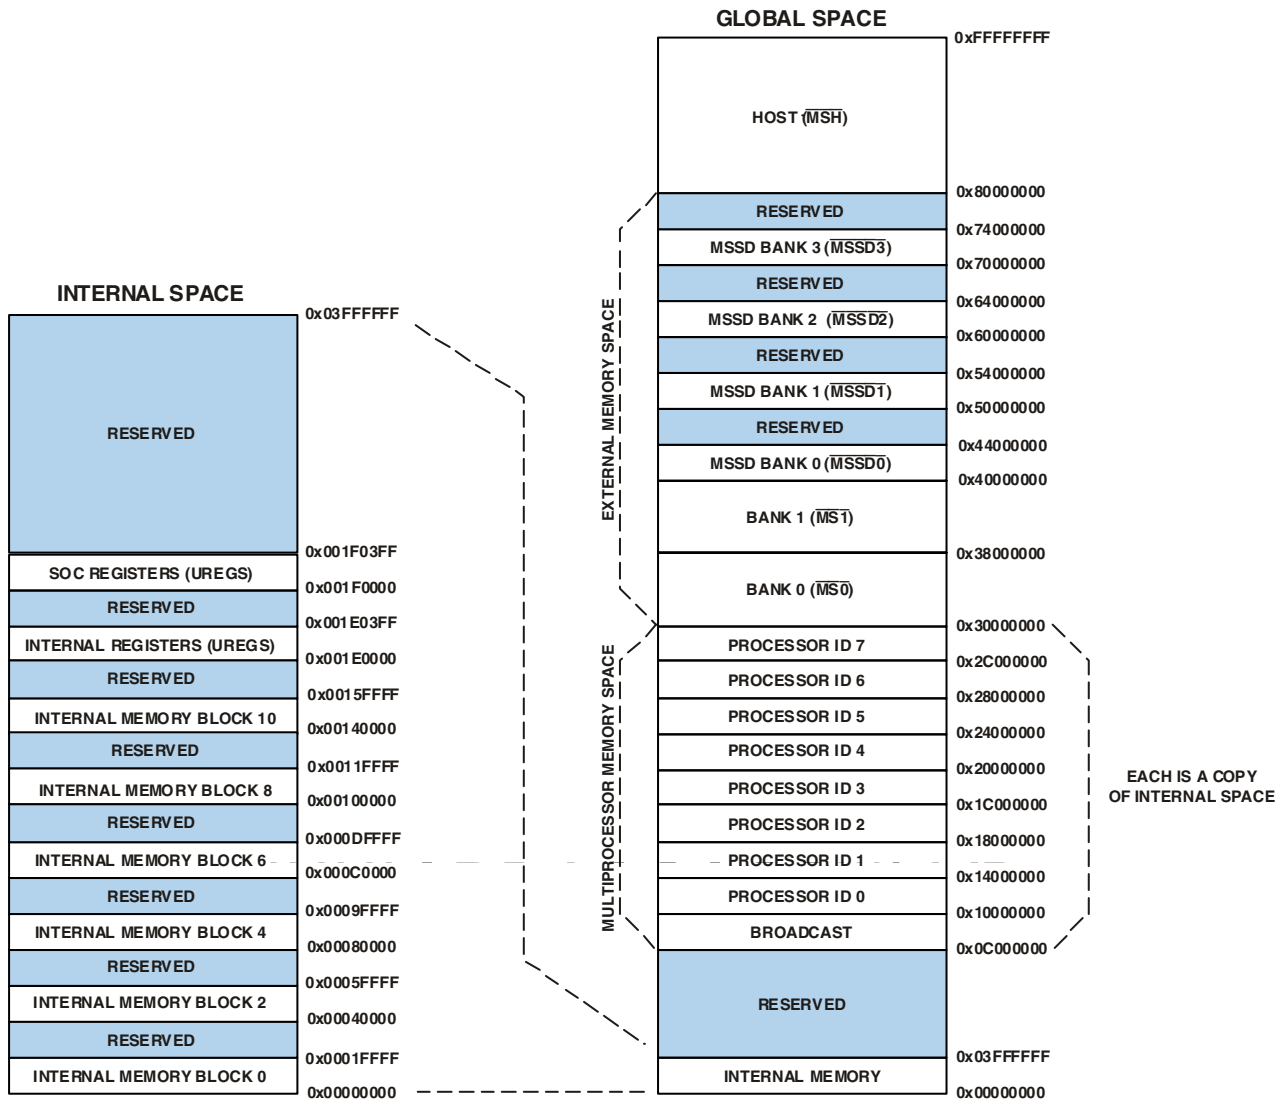 GLOBAL SPACE
0xFFFFFFFF
HOST (MSH)
0x80000000
RESERVED
0x74000000
MSSD BANK 3 (MSSD3)
0x70000000
RESERVED
0x64000000
MSSD BANK 2 (MSSD2)
0x60000000
RESERVED
0x54000000
MSSD BANK 1 (MSSD1)
0x50000000
RESERVED
0x44000000
MSSD BANK 0 (MSSD0)
0x40000000
BANK 1 (MS1)
0x38000000
BANK 0 (MS0)
0x30000000
PROCESSOR ID 7
0x2C000000
PROCESSOR ID 6
0x28000000
PROCESSOR ID 5
0x24000000
PROCESSOR ID 4
0x20000000
PROCESSOR ID 3
0x1C000000
PROCESSOR ID 2
0x18000000
PROCESSOR ID 1
0x14000000
PROCESSOR ID 0
0x10000000
BROADCAST
0x0C000000
RESERVED
0x03FFFFFF
INTERNAL MEMORY
0x00000000
EXTERNAL MEMORY SPACE
MULTIPROCESSOR MEMORY SPACE
EACH IS A COPY
OF INTERNAL SPACE
INTERNAL SPACE
0x03FFFFFF
RESERVED
0x001F03FF
SOC REGISTERS (UREGS)
0x001F0000
RESERVED
0x001E03FF
INTERNAL REGISTERS (UREGS)
0x001E0000
RESERVED
0x0015FFFF
INTERNAL MEMORY BLOCK 10
0x00140000
RESERVED
0x0011FFFF
INTERNAL MEMORY BLOCK 8
0x00100000
RESERVED
0x000DFFFF
INTERNAL MEMORY BLOCK 6
0x000C0000
RESERVED
0x0009FFFF
INTERNAL MEMORY BLOCK 4
0x00080000
RESERVED
0x0005FFFF
INTERNAL MEMORY BLOCK 2
0x00040000
RESERVED
0x0001FFFF
INTERNAL MEMORY BLOCK 0
0x00000000